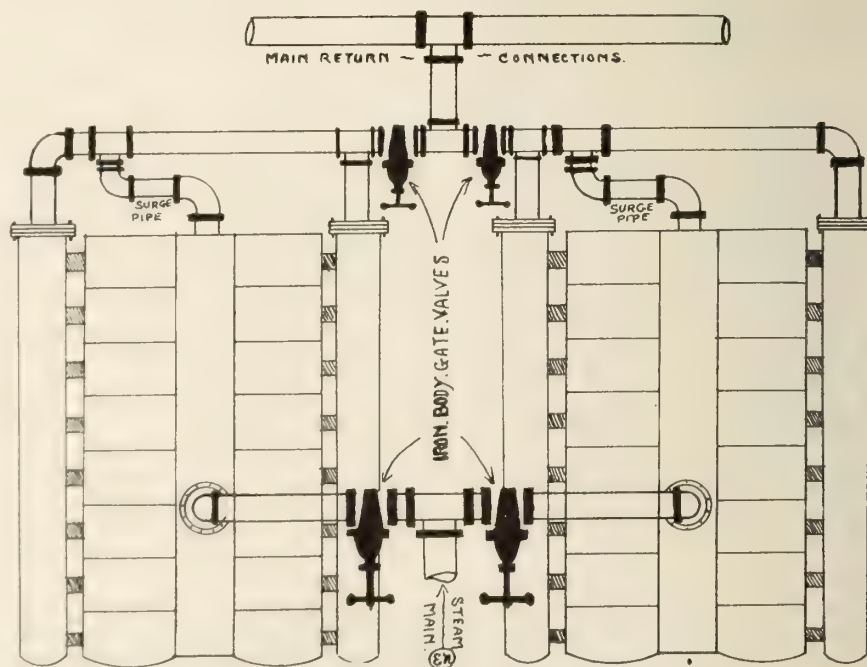 MAIN RETURN CONNECTIONS.
SURGE
PIPE
SURGE
PIPE
IRON.BODY.GATE.VALVES
STEAM
MAIN.